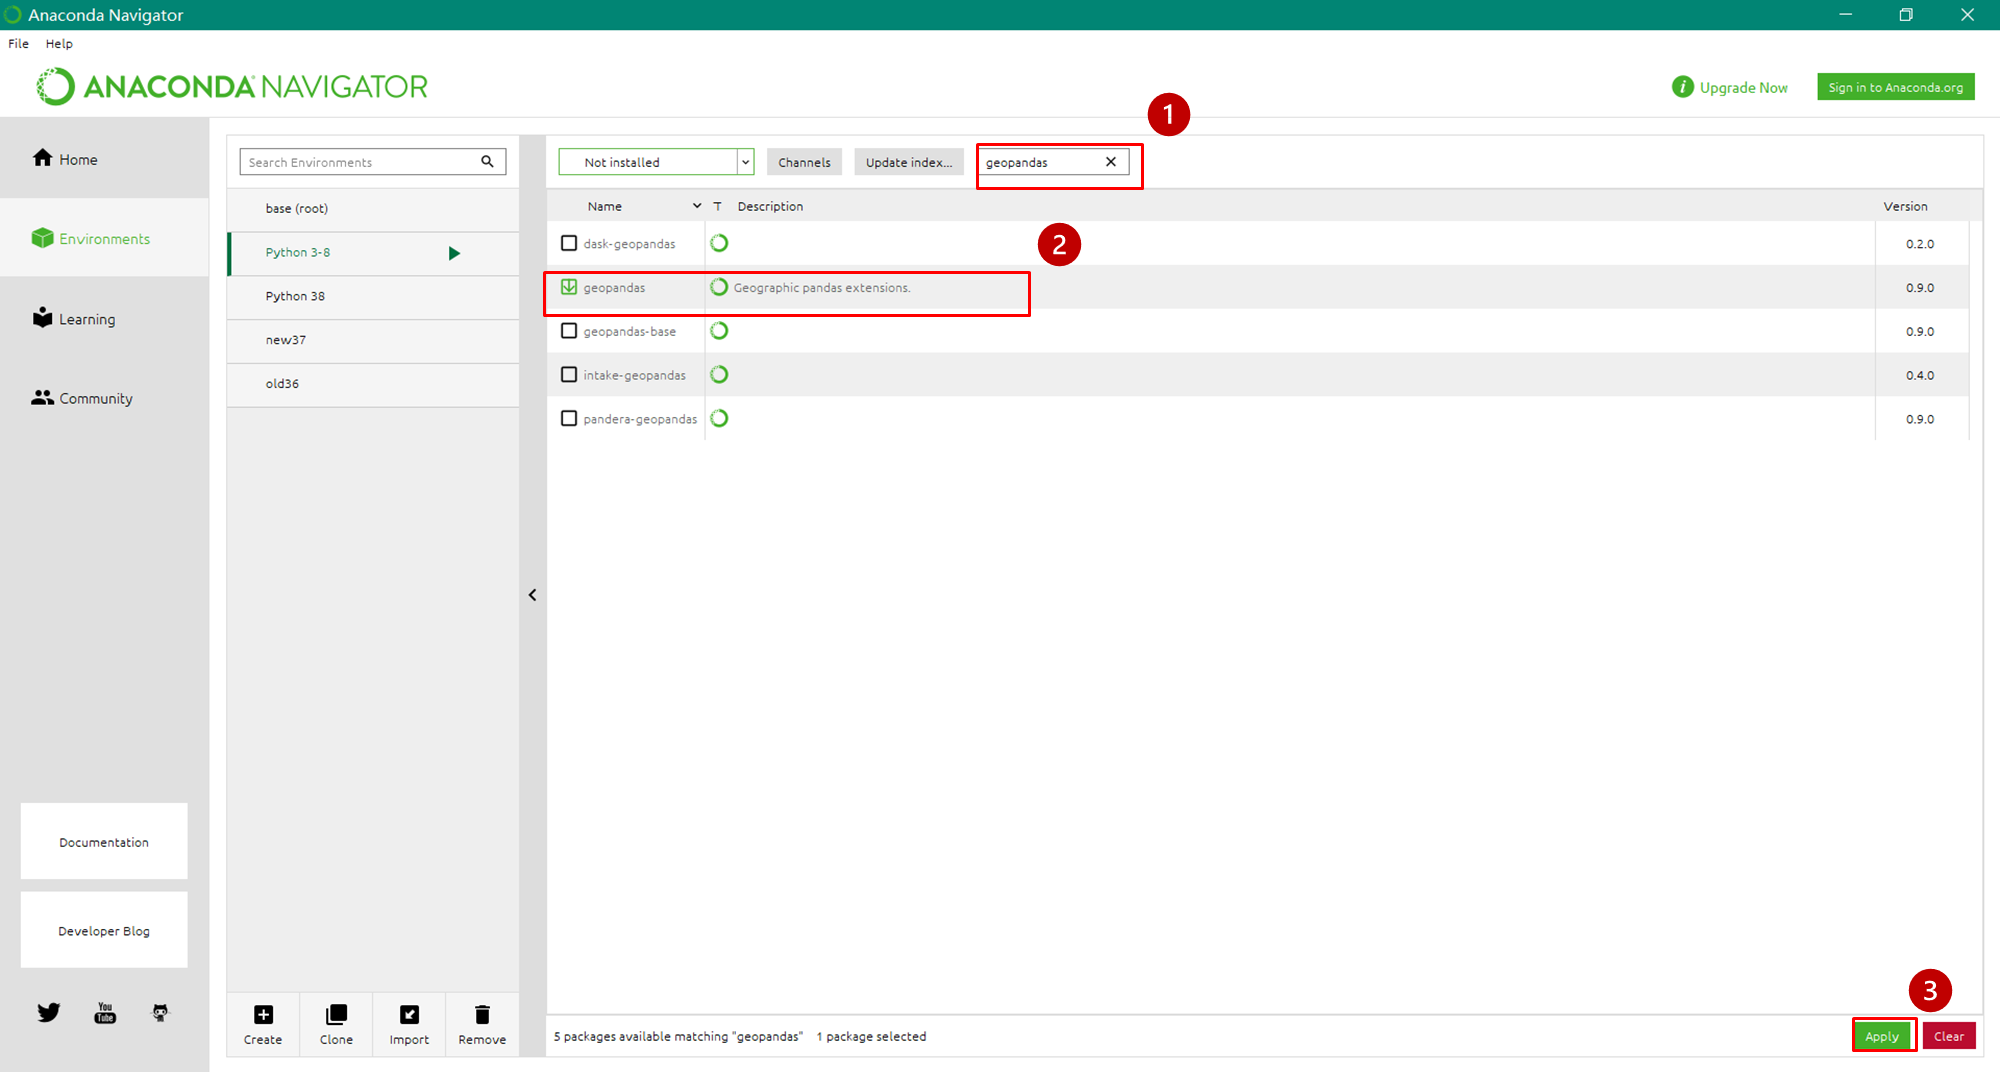 Anaconda Navigator
File Help
ANACONDA NAVIGATOR
Upgrade Now Sign in to Anaconda.org
1
Home
Environments
Learning
Community
Documentation
Developer Blog
You
Tube
Search Environments
base (root)
Python 3-8
Python 38
new37
old36
Create Clone Import Remove
Not installed Channels Update index... geopandas
Name T Description Version
2
dask-geopandas 0.2.0
geopandas Geographic pandas extensions. 0.9.0
geopandas-base 0.9.0
intake-geopandas 0.4.0
pandera-geopandas 0.9.0
3
5 packages available matching "geopandas" 1 package selected
Apply Clear